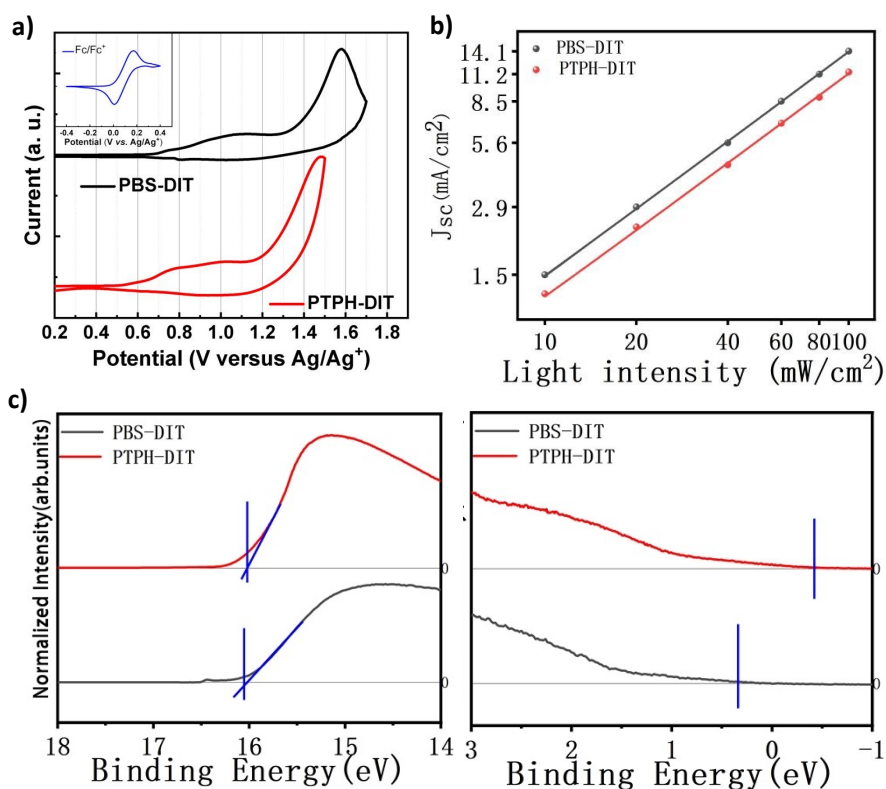 a)
Fc/Fc⁺
-0.4 0.0 0.2 0.4
Potential (V vs. Ag/Ag⁺)
Current (a. u.)
PBS-DIT
PTPH-DIT
0.2 0.4 0.6 0.8 1.0 1.2 1.4 1.6 1.8
Potential (V versus Ag/Ag⁺)
b)
PBS-DIT
PTPH-DIT
14.1
11.2
8.5
5.6
2.9
1.5
Jsc(mA/cm²)
10 20 40 60 80 100
Light intensity (mW/cm²)
c)
PBS-DIT
PTPH-DIT
Normalized Intensity(arb.units)
0
0
18 17 16 15 14
Binding Energy(eV)
PBS-DIT
PTPH-DIT
0
0
3 2 1 0 -1
Binding Energy(eV)